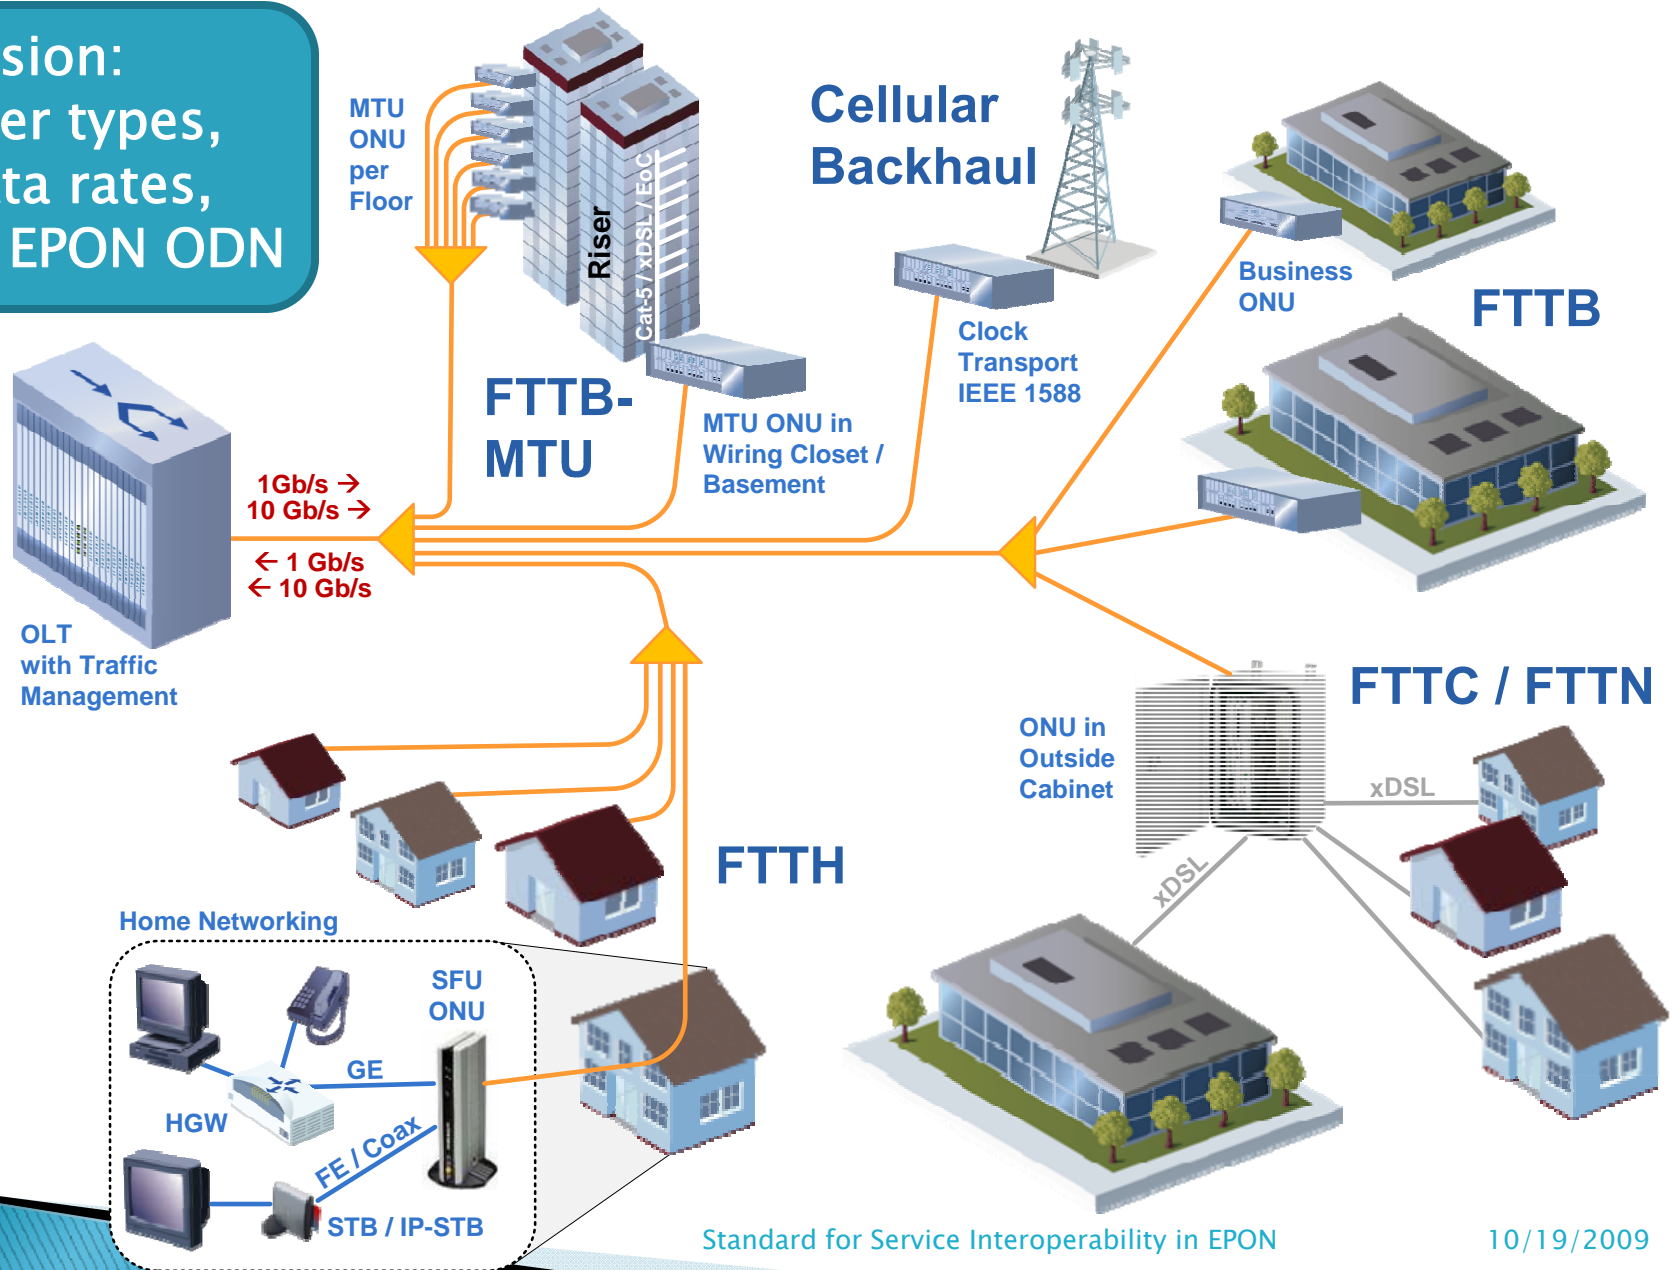 sion:
er types,
ta rates,
EPON ODN
MTU
ONU
per
Floor
Riser
Cat-5 / xDSL / EoC
Cellular
Backhaul
Clock
Transport
IEEE 1588
Business
ONU
FTTB
FTTB-
MTU
MTU ONU in
Wiring Closet /
Basement
1Gb/s →
10 Gb/s →
← 1 Gb/s
← 10 Gb/s
OLT
with Traffic
Management
FTTC / FTTN
ONU in
Outside
Cabinet
xDSL
xDSL
FTTH
Home Networking
SFU
ONU
GE
HGW
FE / Coax
STB / IP-STB
Standard for Service Interoperability in EPON
10/19/2009